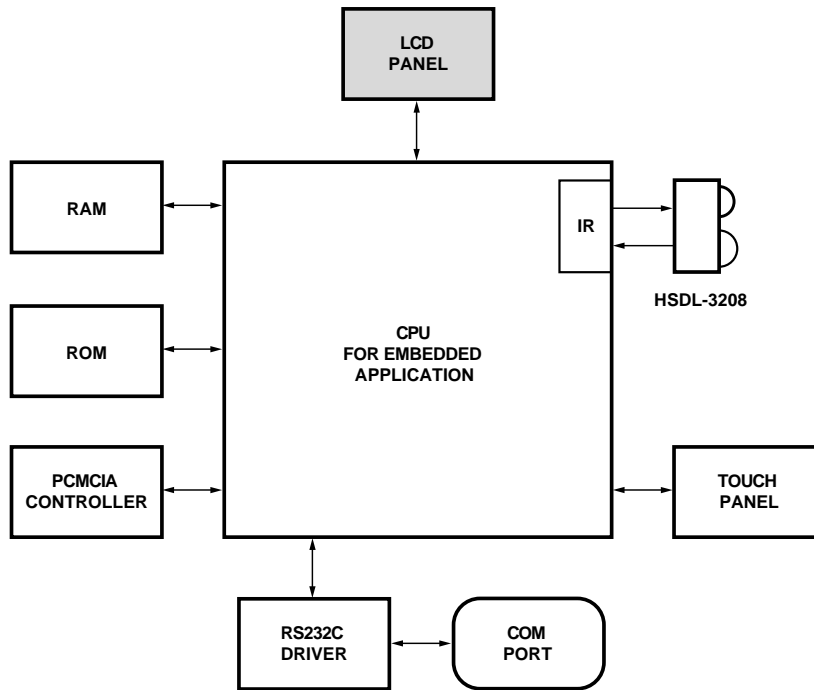 LCD
PANEL
RAM
IR
HSDL-3208
ROM
CPU
FOR EMBEDDED
APPLICATION
PCMCIA
CONTROLLER
TOUCH
PANEL
RS232C
DRIVER
COM
PORT